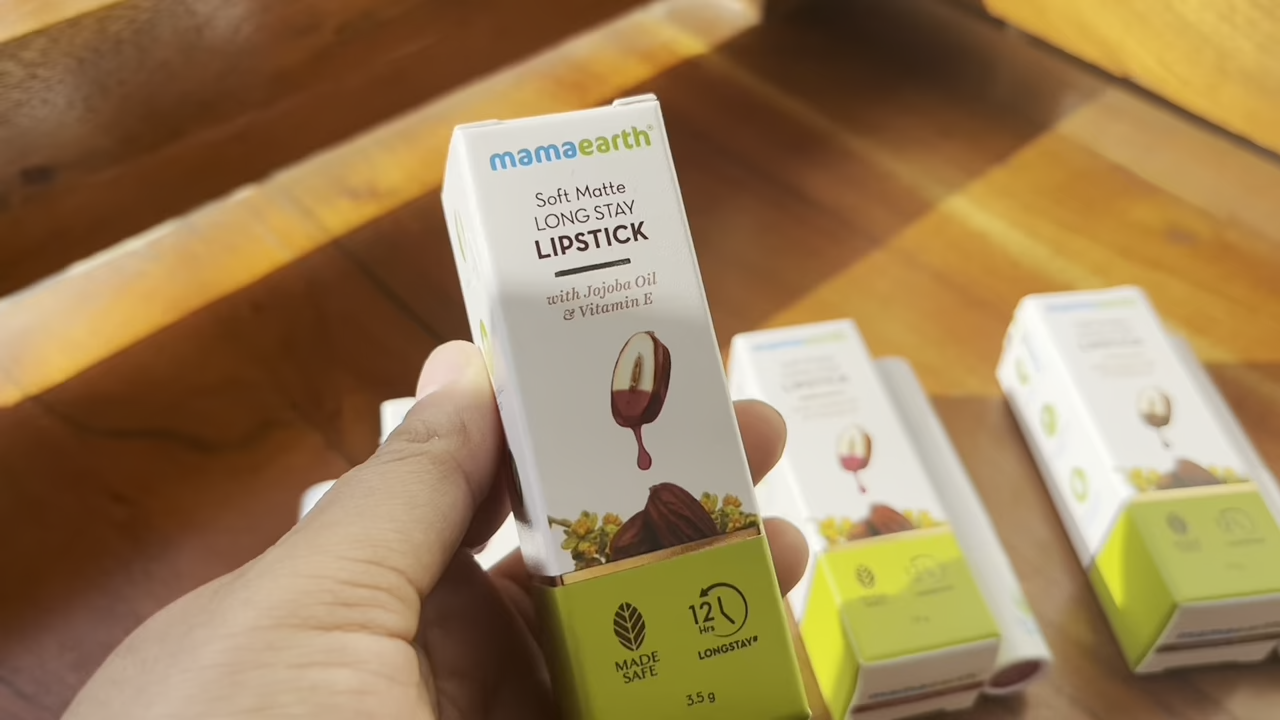 mamaearth®
Soft Matte
LONG STAY
LIPSTICK
with Jojoba Oil
& Vitamin E
MADE
SAFE
12
Hrs
LONGSTAY#
3.5 g